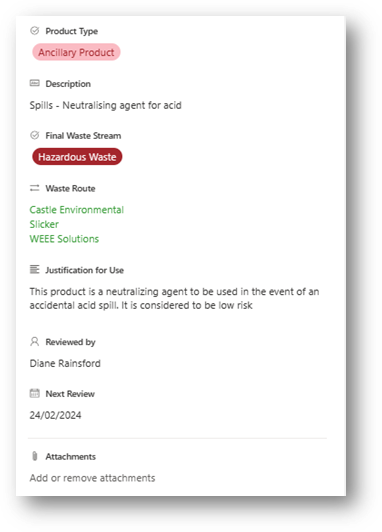 Product Type
Ancillary Product
Description
Spills - Neutralising agent for acid
Final Waste Stream
Hazardous Waste
Waste Route
Castle Environmental
Slicker
WEEE Solutions
Justification for Use
This product is a neutralizing agent to be used in the event of an
accidental acid spill. It is considered to be low risk
Reviewed by
Diane Rainsford
Next Review
24/02/2024
Attachments
Add or remove attachments